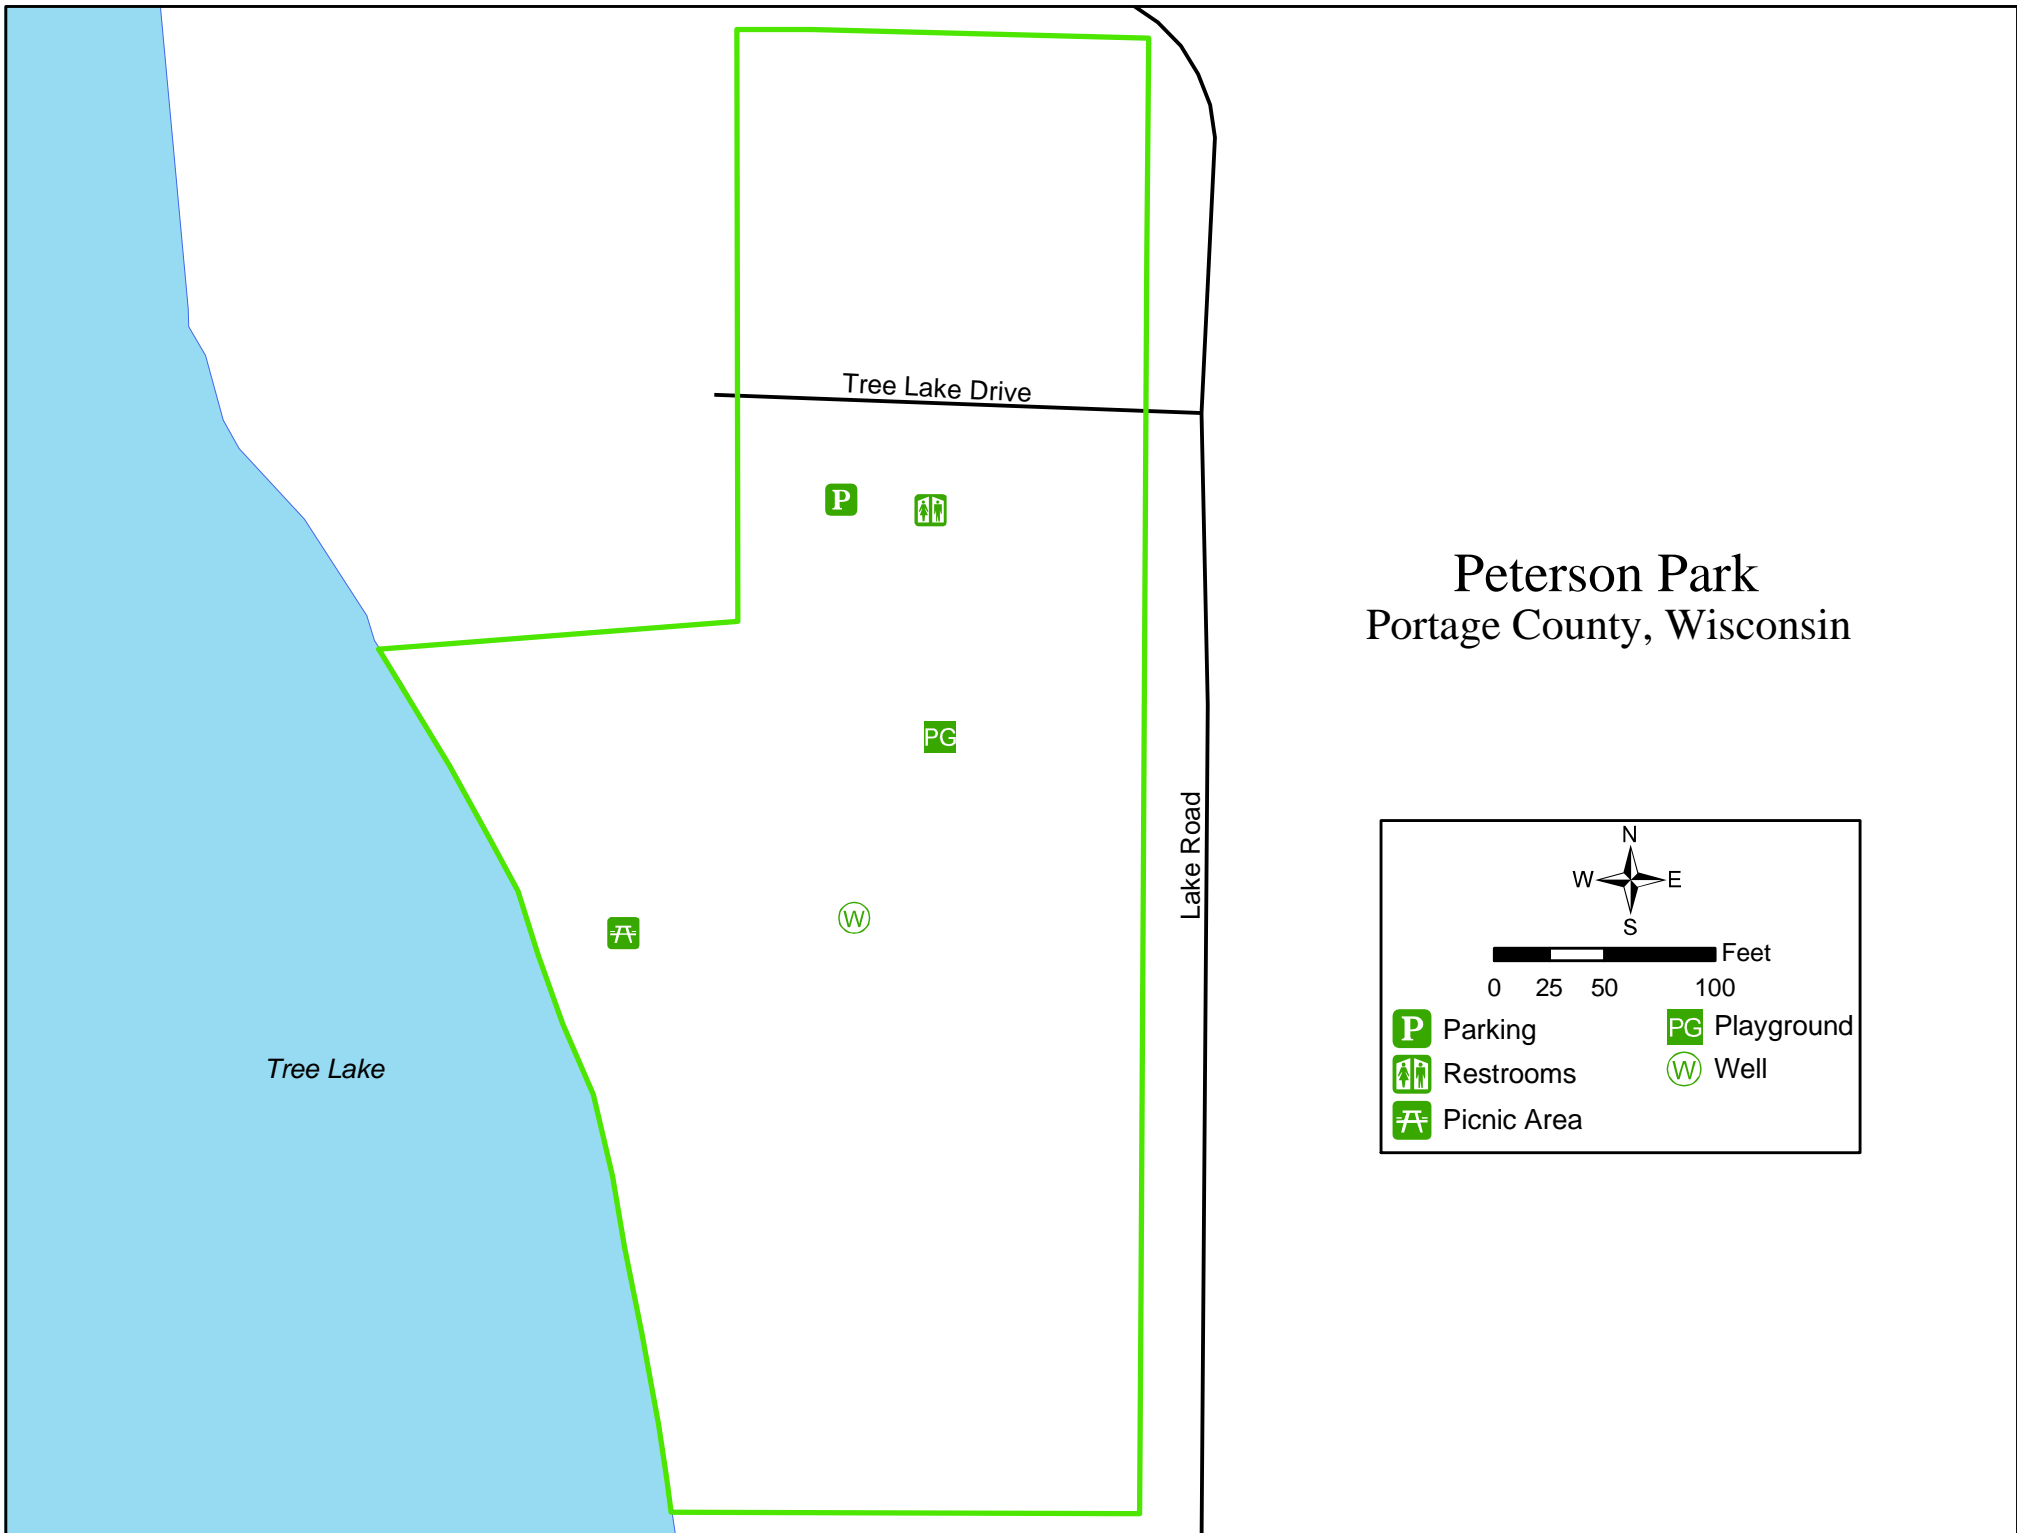 Tree Lake Drive
P
Peterson Park
Portage County, Wisconsin
PG
Lake Road
W
Tree Lake
N
W E
S
Feet
0 25 50 100
P Parking
PG Playground
Restrooms
W Well
Picnic Area